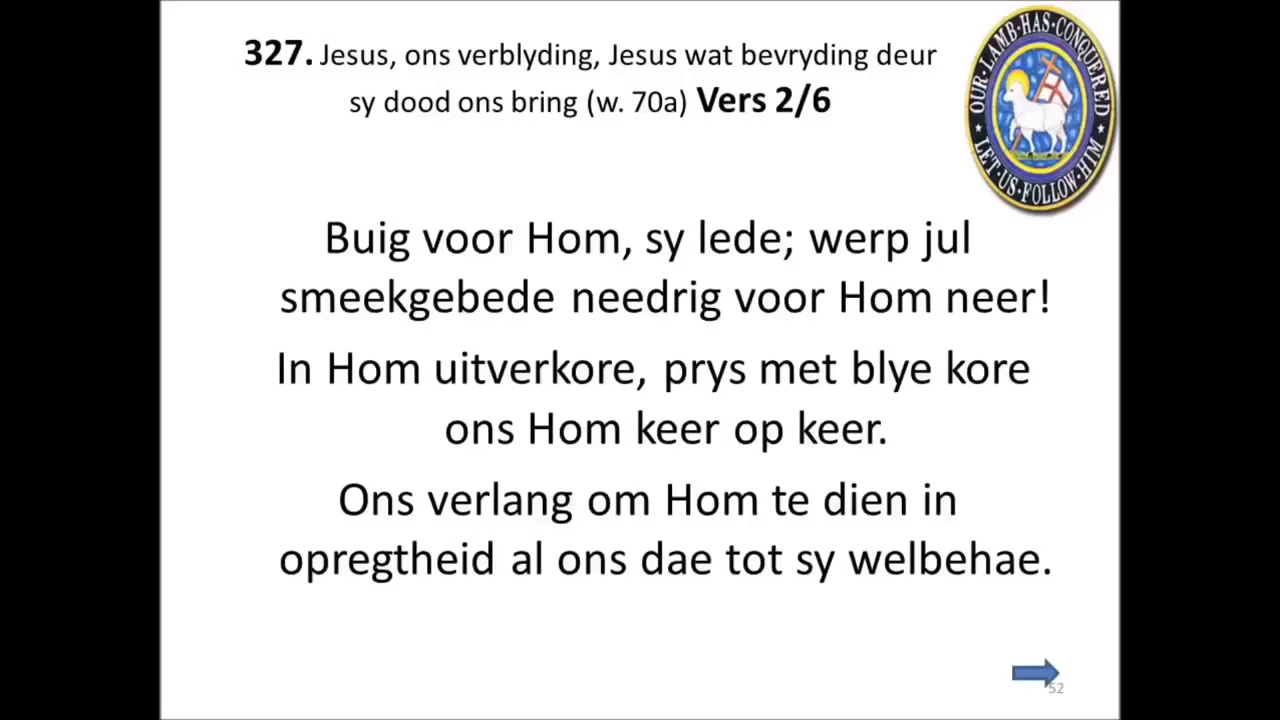 327. Jesus, ons verblyding, Jesus wat bevryding deur
sy dood ons bring (w. 70a) Vers 2/6
OUR·LAMB·HAS·CONQUERED
LET·US·FOLLOW·HIM
Buig voor Hom, sy lede; werp jul
smeekgebede needrig voor Hom neer!
In Hom uitverkore, prys met blye kore
ons Hom keer op keer.
Ons verlang om Hom te dien in
opregtheid al ons dae tot sy welbehae.
52